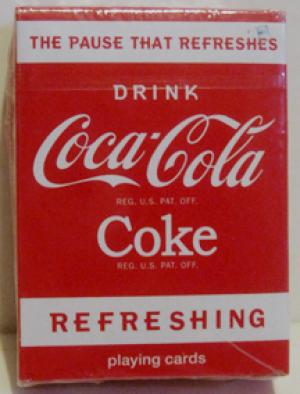 THE PAUSE THAT REFRESHES
DRINK
Coca-Cola
REG. U.S. PAT. OFF.
Coke
REG. U.S. PAT. OFF.
REFRESHING
playing cards